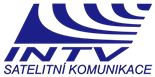 INTV
SATELITNÍ KOMUNIKACE